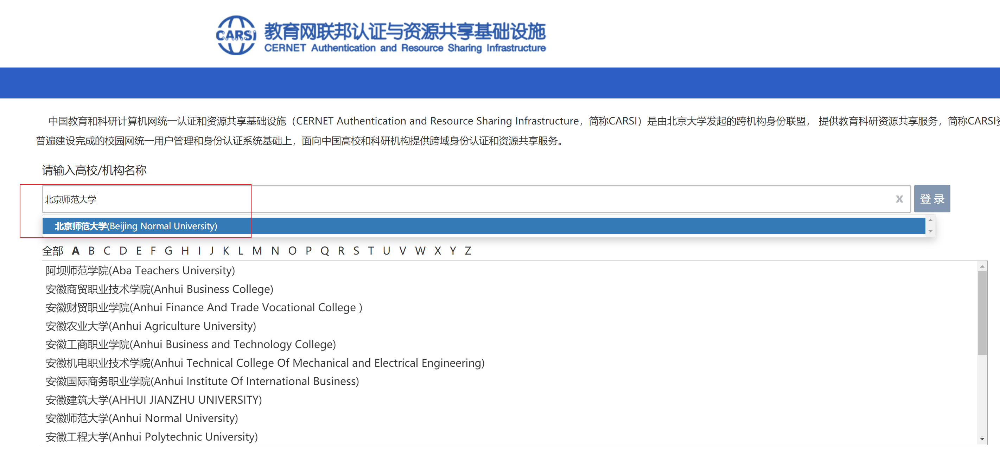 CARSI 教育网联邦认证与资源共享基础设施
CERNET Authentication and Resource Sharing Infrastructure
中国教育和科研计算机网统一认证和资源共享基础设施（CERNET Authentication and Resource Sharing Infrastructure，简称CARSI）是由北京大学发起的跨机构身份联盟， 提供教育科研资源共享服务，简称CARSI
普遍建设完成的校园网统一用户管理和身份认证系统基础上，面向中国高校和科研机构提供跨域身份认证和资源共享服务。
请输入高校/机构名称
北京师范大学 x 登 录
北京师范大学(Beijing Normal University)
全部 A B C D E F G H I J K L M N O P Q R S T U V W X Y Z
阿坝师范学院(Aba Teachers University)
安徽商贸职业技术学院(Anhui Business College)
安徽财贸职业学院(Anhui Finance And Trade Vocational College )
安徽农业大学(Anhui Agriculture University)
安徽工商职业学院(Anhui Business and Technology College)
安徽机电职业技术学院(Anhui Technical College Of Mechanical and Electrical Engineering)
安徽国际商务职业学院(Anhui Institute Of International Business)
安徽建筑大学(AHHUI JIANZHU UNIVERSITY)
安徽师范大学(Anhui Normal University)
安徽工程大学(Anhui Polytechnic University)